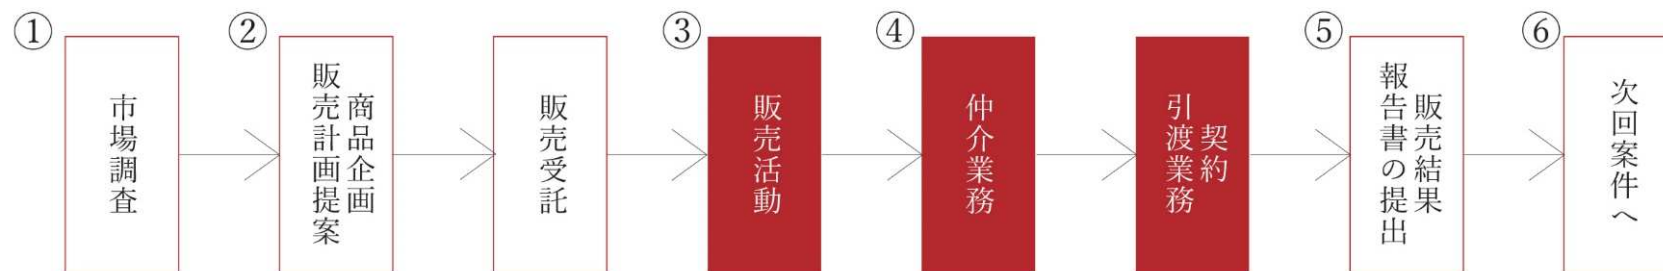 ①
市場調査
②
商品企画
販売計画提案
販売受託
③
販売活動
④
仲介業務
契約
引渡業務
⑤
販売結果
報告書の提出
⑥
次回案件へ